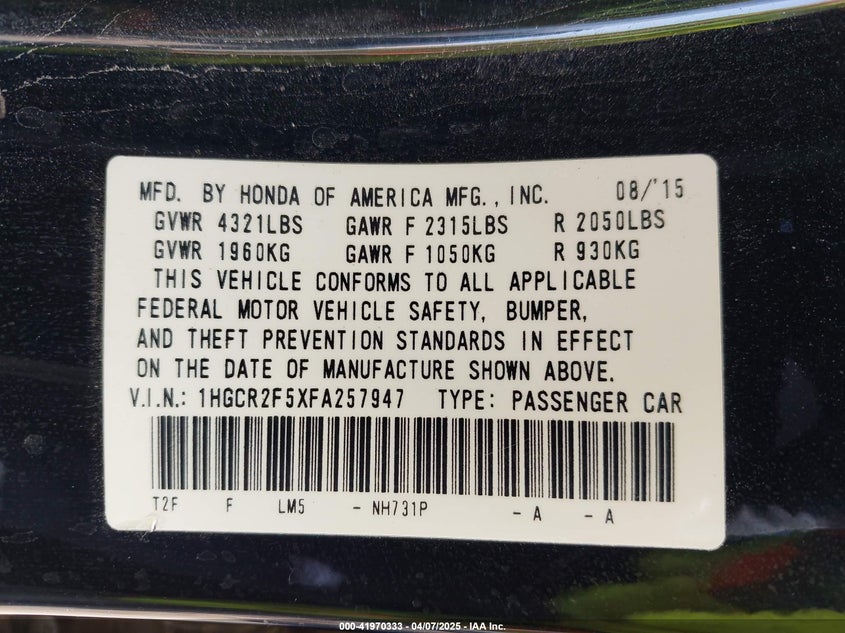 MFD. BY HONDA OF AMERICA MFG., INC. 08/'15
GVWR 4321LBS GAWR F 2315LBS R 2050LBS
GVWR 1960KG GAWR F 1050KG R 930KG
THIS VEHICLE CONFORMS TO ALL APPLICABLE
FEDERAL MOTOR VEHICLE SAFETY, BUMPER,
AND THEFT PREVENTION STANDARDS IN EFFECT
ON THE DATE OF MANUFACTURE SHOWN ABOVE.
V.I.N.: 1HGCR2F5XFA257947 TYPE: PASSENGER CAR
T2F F LM5 - NH731P - A - A
000-41970333 - 04/07/2025 - IAA Inc.